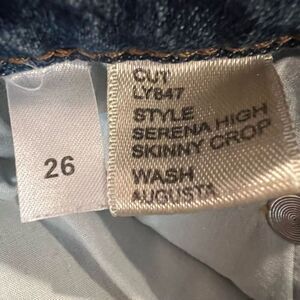 26
CUT
LY847
STYLE
SERENA HIGH
SKINNY CROP
WASH
AUGUSTA